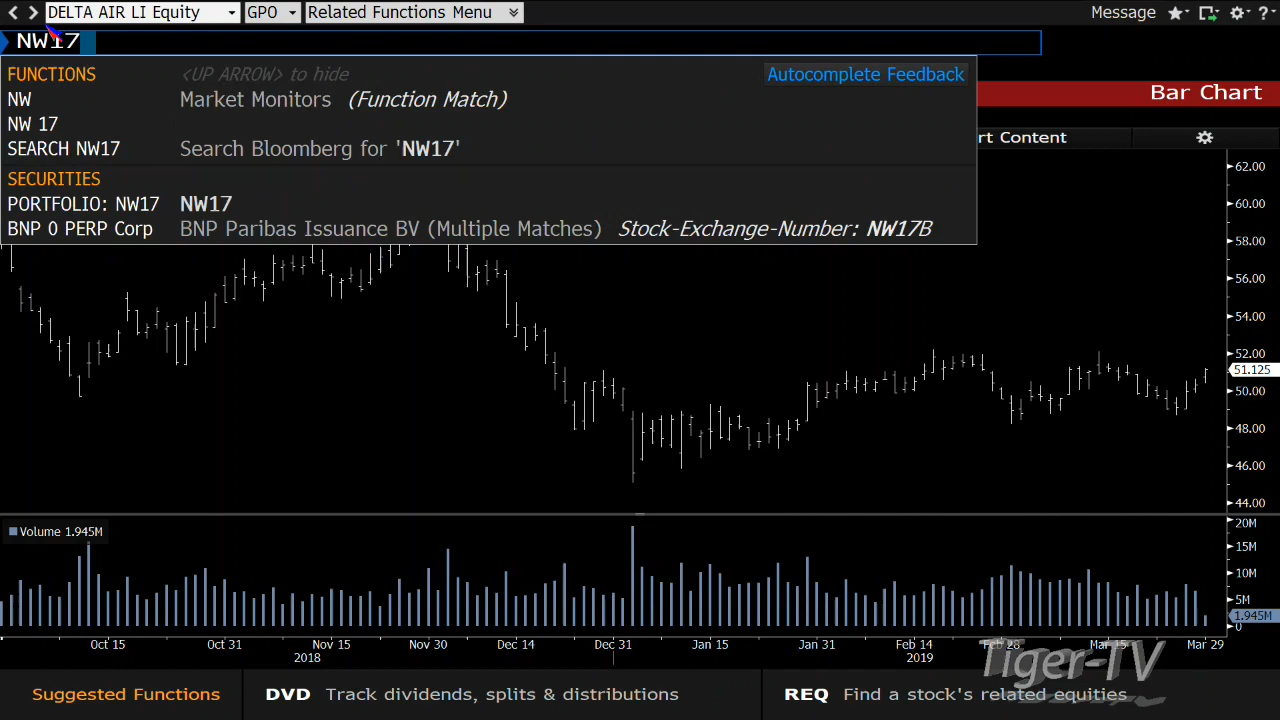 DELTA AIR LI Equity GPO Related Functions Menu Message ?
NW17
FUNCTIONS <UP ARROW> to hide Autocomplete Feedback
NW Market Monitors (Function Match)
Bar Chart
NW 17
rt Content
SEARCH NW17 Search Bloomberg for 'NW17'
SECURITIES
PORTFOLIO: NW17 NW17
BNP 0 PERP Corp BNP Paribas Issuance BV (Multiple Matches) Stock-Exchange-Number: NW17B
62.00
60.00
58.00
56.00
54.00
52.00
51.125
50.00
48.00
46.00
44.00
Volume 1.945M
20M
15M
10M
5M
1.945M
0
Oct 15 Oct 31 Nov 15 Nov 30 Dec 14 Dec 31 Jan 15 Jan 31 Feb 14 Feb 28 Mar 15 Mar 29
2018 2019
Tiger-TV
Suggested Functions DVD Track dividends, splits & distributions REQ Find a stock's related equities